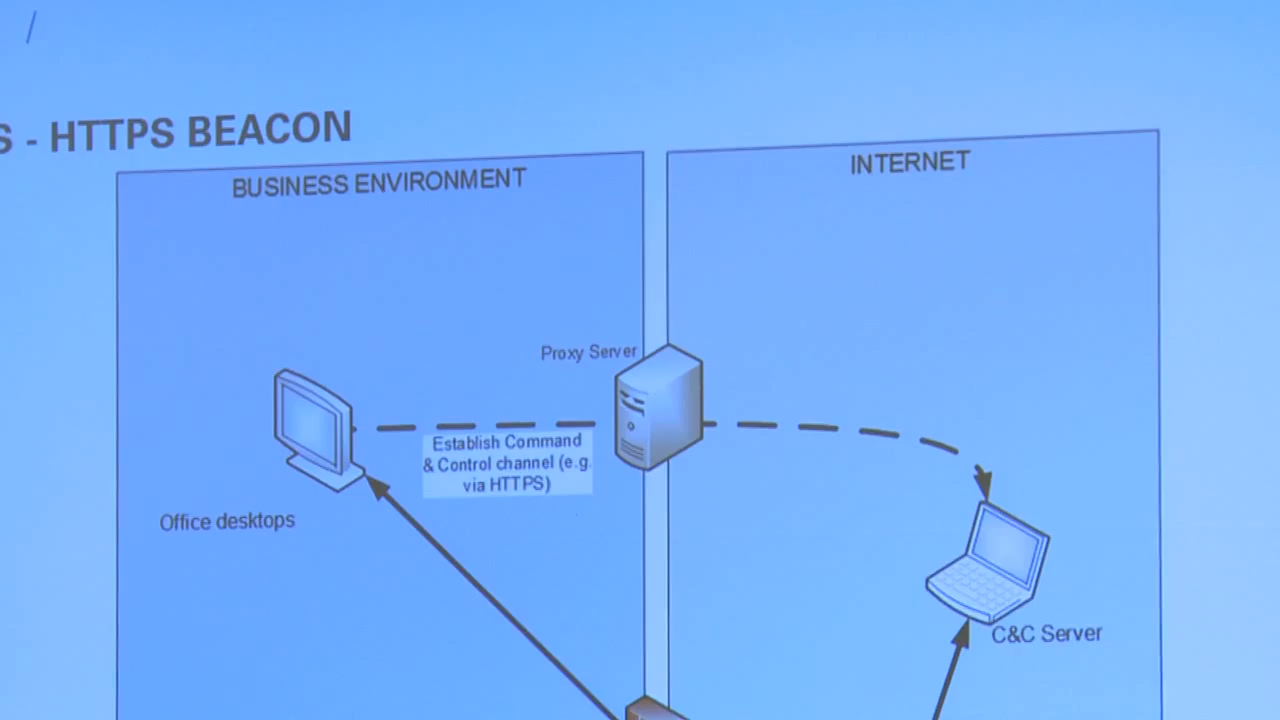 /
S - HTTPS BEACON
BUSINESS ENVIRONMENT
INTERNET
Proxy Server
Establish Command
& Control channel (e.g.
via HTTPS)
Office desktops
C&C Server